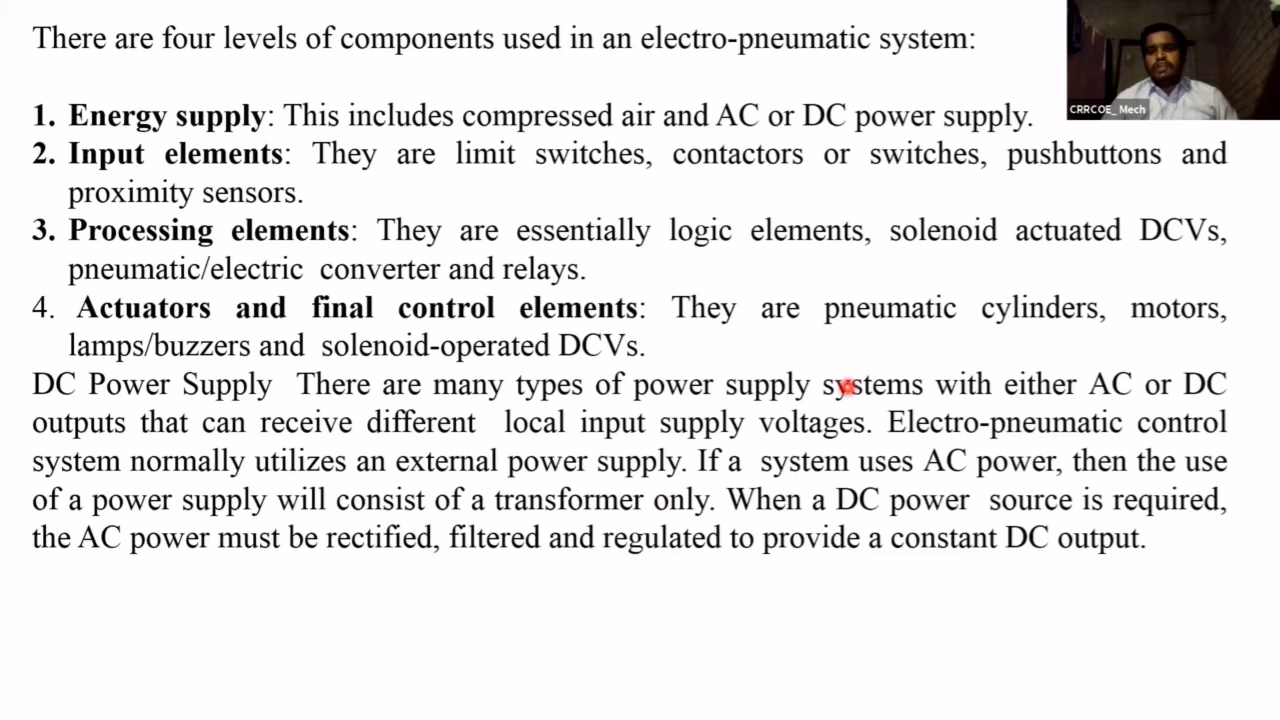 There are four levels of components used in an electro-pneumatic system:
CRRCOE_ Mech
1. Energy supply: This includes compressed air and AC or DC power supply.
2. Input elements: They are limit switches, contactors or switches, pushbuttons and
proximity sensors.
3. Processing elements: They are essentially logic elements, solenoid actuated DCVs,
pneumatic/electric converter and relays.
4. Actuators and final control elements: They are pneumatic cylinders, motors,
lamps/buzzers and solenoid-operated DCVs.
DC Power Supply There are many types of power supply systems with either AC or DC
outputs that can receive different local input supply voltages. Electro-pneumatic control
system normally utilizes an external power supply. If a system uses AC power, then the use
of a power supply will consist of a transformer only. When a DC power source is required,
the AC power must be rectified, filtered and regulated to provide a constant DC output.